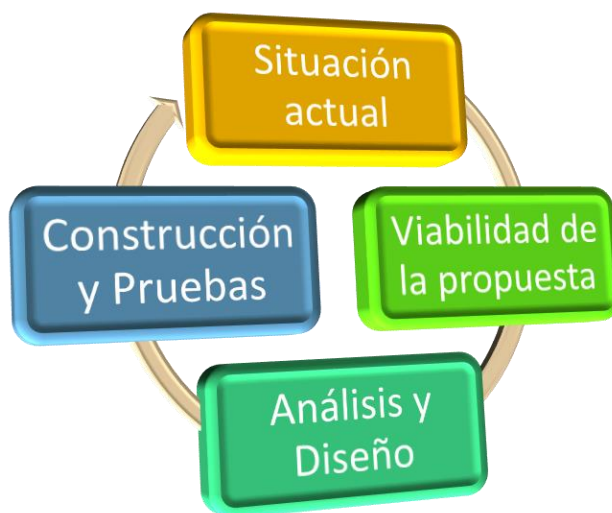 Situación
actual
Viabilidad de
la propuesta
Análisis y
Diseño
Construcción
y Pruebas